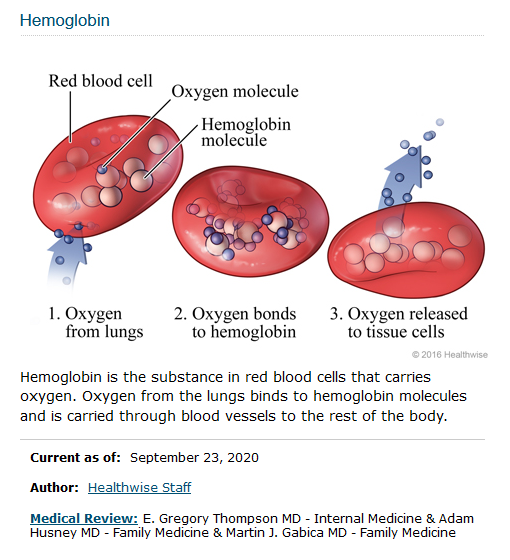 Hemoglobin
Red blood cell
Oxygen molecule
Hemoglobin
molecule
1. Oxygen
from lungs
2. Oxygen bonds
to hemoglobin
3. Oxygen released
to tissue cells
© 2016 Healthwise
Hemoglobin is the substance in red blood cells that carries
oxygen. Oxygen from the lungs binds to hemoglobin molecules
and is carried through blood vessels to the rest of the body.
Current as of: September 23, 2020
Author: Healthwise Staff
Medical Review: E. Gregory Thompson MD - Internal Medicine & Adam
Husney MD - Family Medicine & Martin J. Gabica MD - Family Medicine